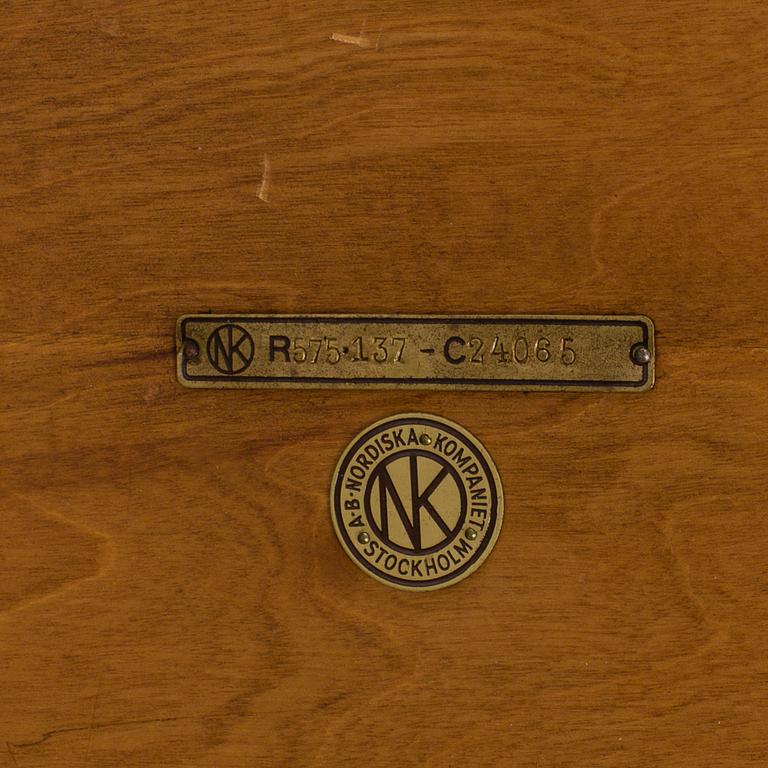 NK R575·137 - C24065
A·B·NORDISKA KOMPANIET
NK
STOCKHOLM